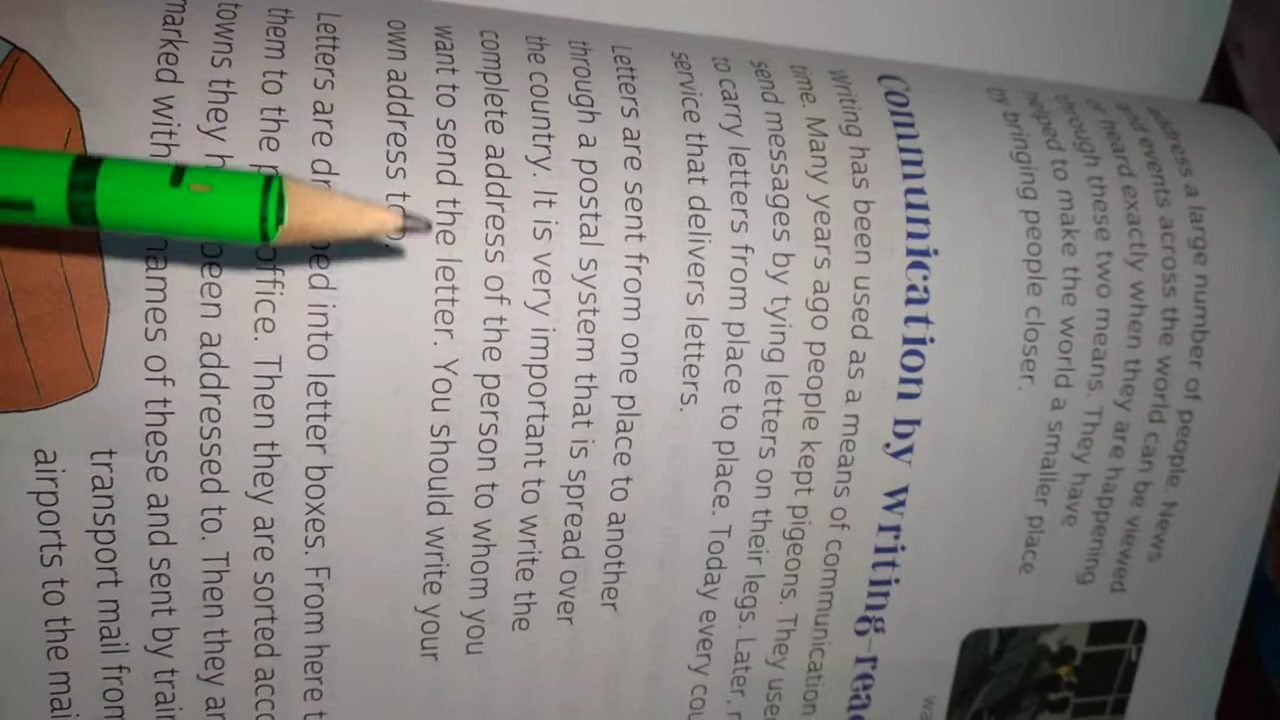 address a large number of people. News
and events across the world can be viewed
or heard exactly when they are happening
through these two means. They have
helped to make the world a smaller place
by bringing people closer.
Communication by writing-rea
Writing has been used as a means of communication
time. Many years ago people kept pigeons. They use
send messages by tying letters on their legs. Later,
to carry letters from place to place. Today every cou
service that delivers letters.
Letters are sent from one place to another
through a postal system that is spread over
the country. It is very important to write the
complete address of the person to whom you
want to send the letter. You should write your
own address
Letters are into letter boxes. From here
them to the office. Then they are sorted acc
towns they been addressed to. Then they ar
marked with names of these and sent by trai
transport mail from
airports to the mai